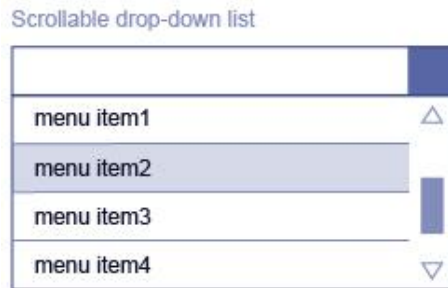 Scrollable drop-down list
menu item1
menu item2
menu item3
menu item4